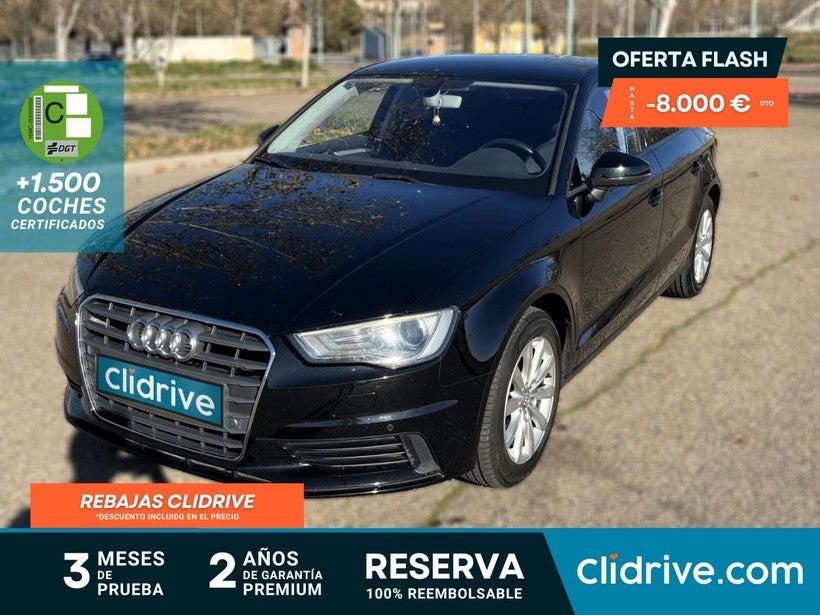 C
DGT
+1.500
COCHES
CERTIFICADOS
OFERTA FLASH
HASTA
-8.000 €
DTO
Clidrive
REBAJAS CLIDRIVE
*DESCUENTO INCLUIDO EN EL PRECIO
3 MESES
DE
PRUEBA
2 AÑOS
DE GARANTÍA
PREMIUM
RESERVA
100% REEMBOLSABLE
Clidrive.com